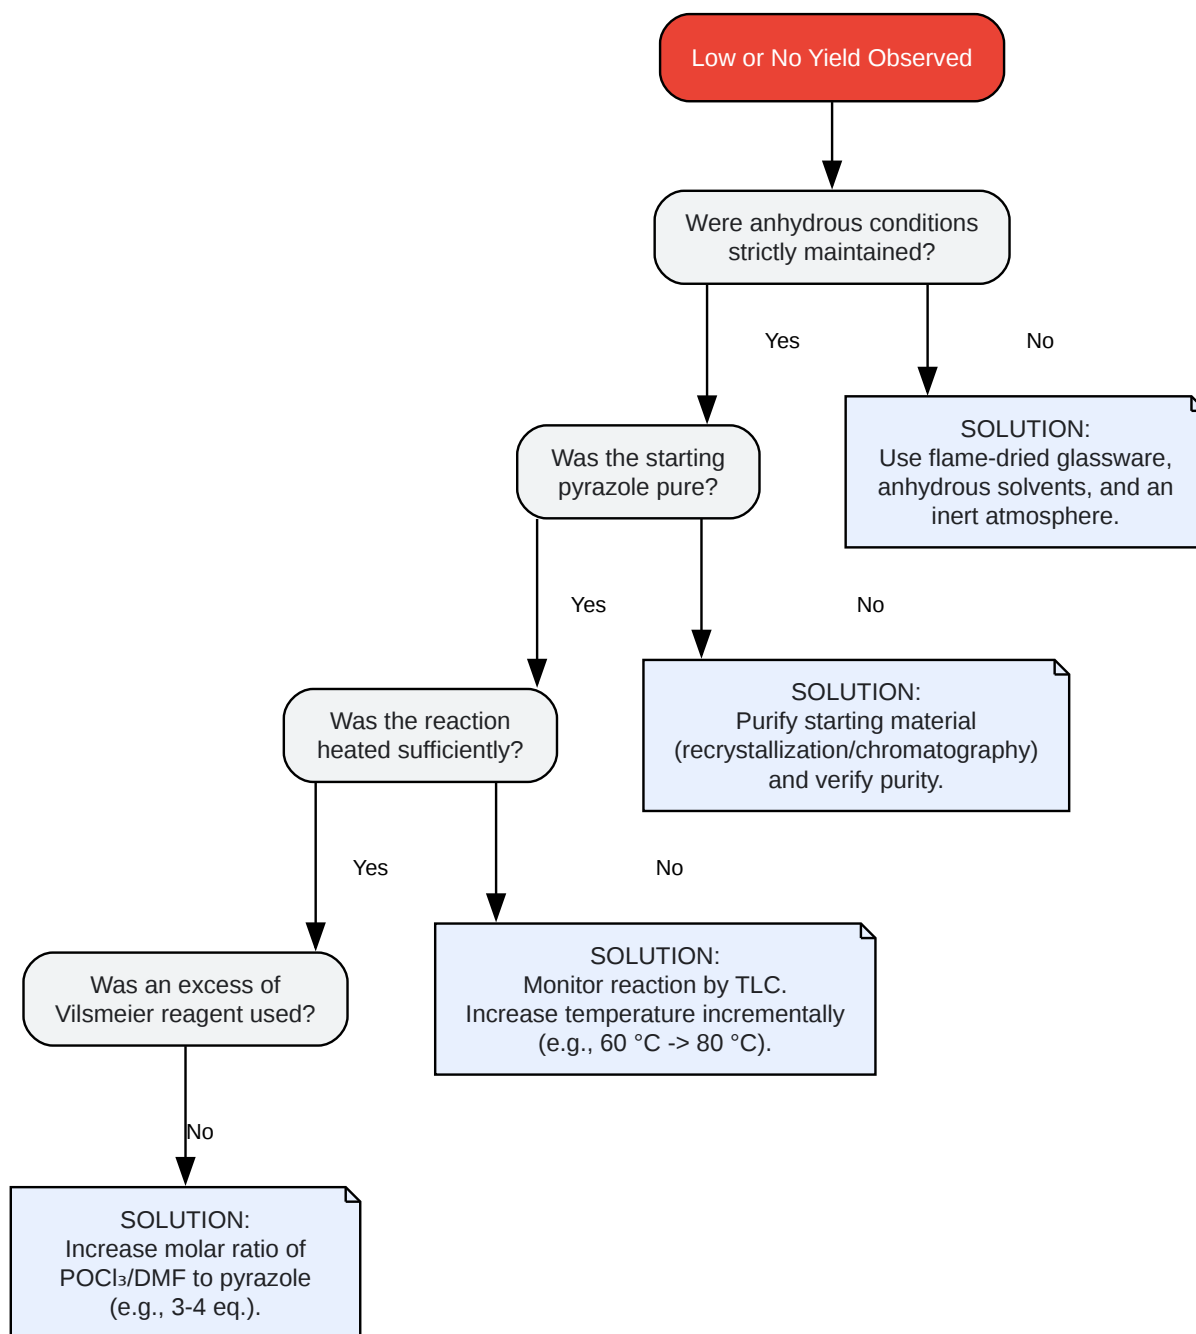 Low or No Yield Observed
Were anhydrous conditions
strictly maintained?
Yes
No
SOLUTION:
Use flame-dried glassware,
anhydrous solvents, and an
inert atmosphere.
Was the starting
pyrazole pure?
Yes
No
SOLUTION:
Purify starting material
(recrystallization/chromatography)
and verify purity.
Was the reaction
heated sufficiently?
Yes
No
SOLUTION:
Monitor reaction by TLC.
Increase temperature incrementally
(e.g., 60 °C -> 80 °C).
Was an excess of
Vilsmeier reagent used?
No
SOLUTION:
Increase molar ratio of
POCl₃/DMF to pyrazole
(e.g., 3-4 eq.).